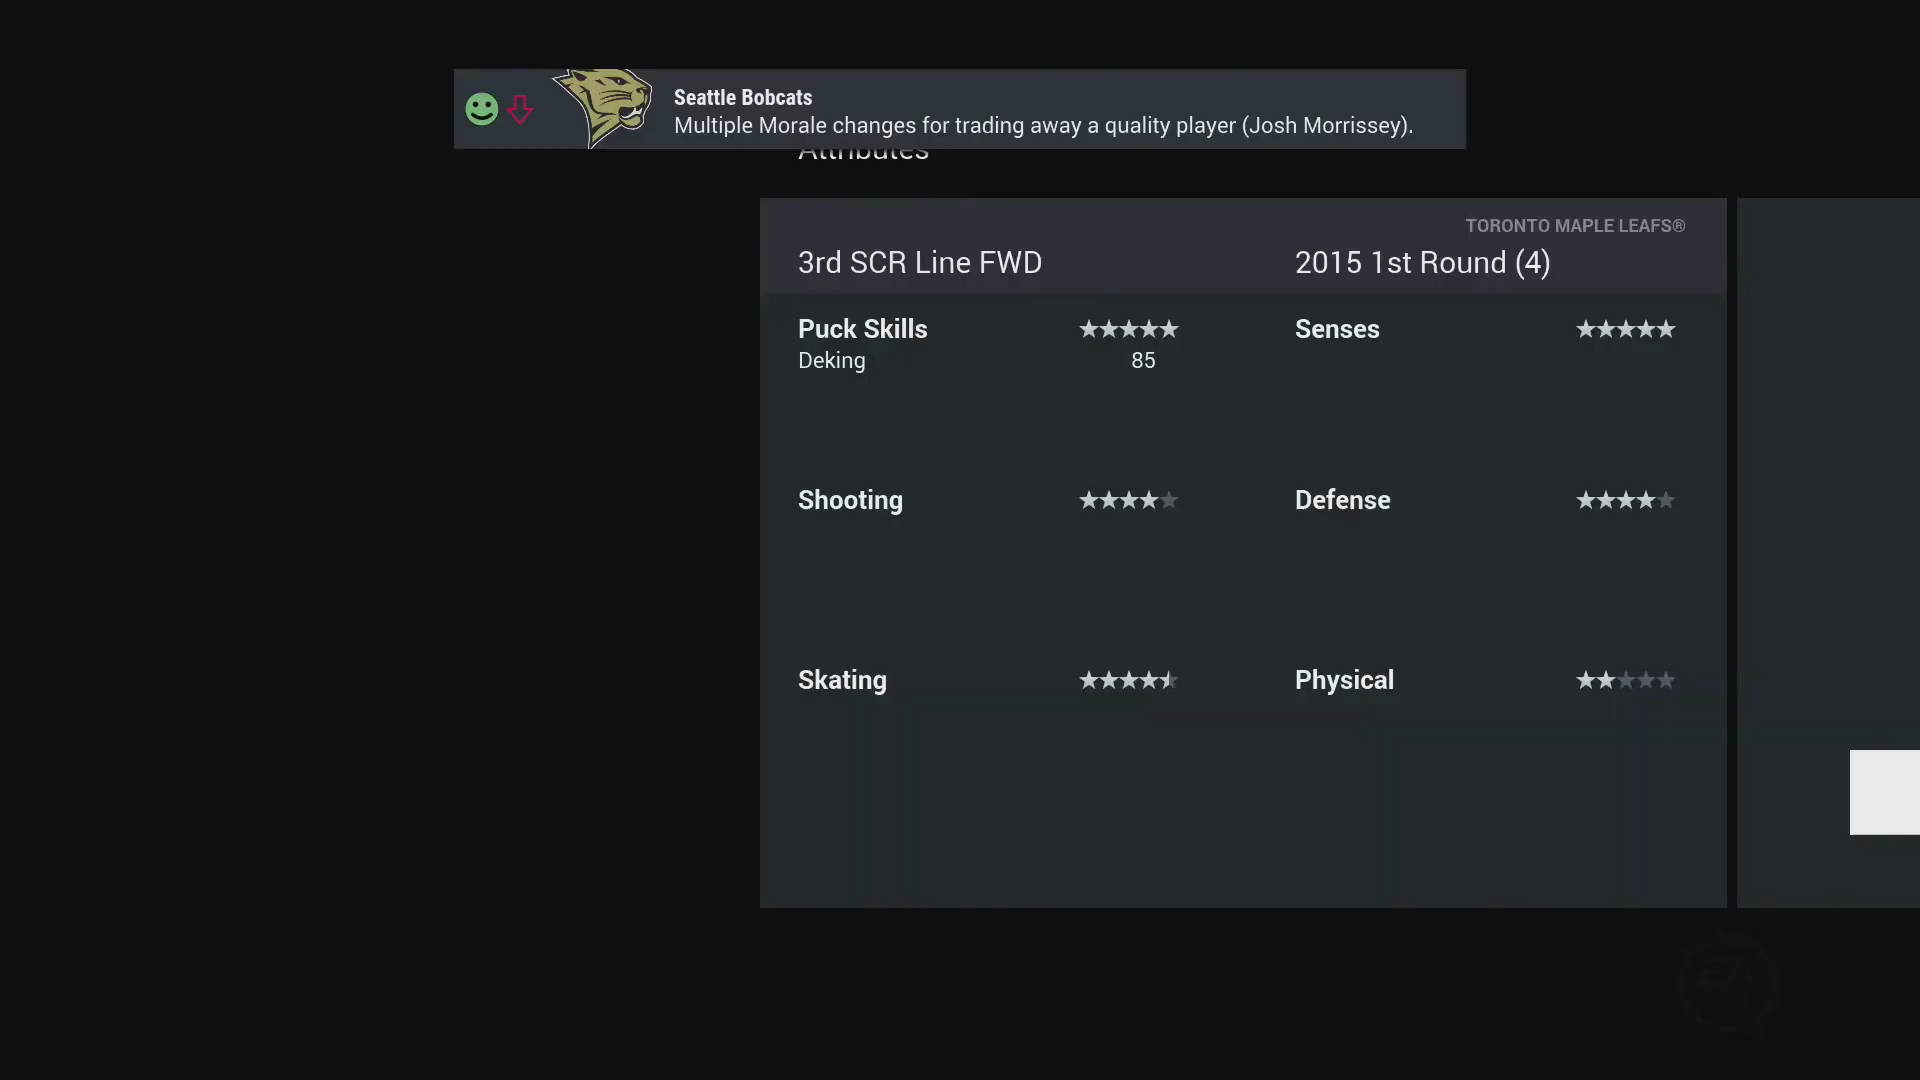 Seattle Bobcats
Multiple Morale changes for trading away a quality player (Josh Morrissey).
Attributes
TORONTO MAPLE LEAFS®
3rd SCR Line FWD
2015 1st Round (4)
Puck Skills
Senses
Deking 85
Shooting
Defense
Skating
Physical